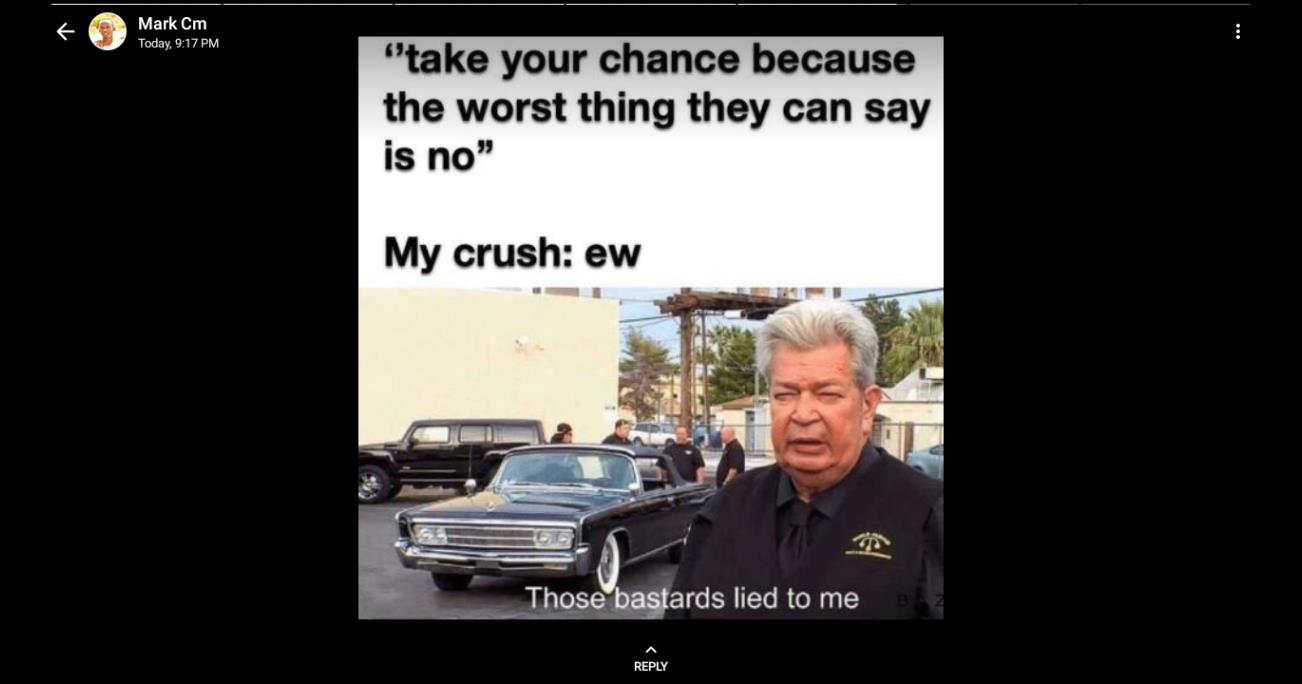 Mark Cm
Today, 9:17 PM
‘’take your chance because
the worst thing they can say
is no”
My crush: ew
Those bastards lied to me
REPLY